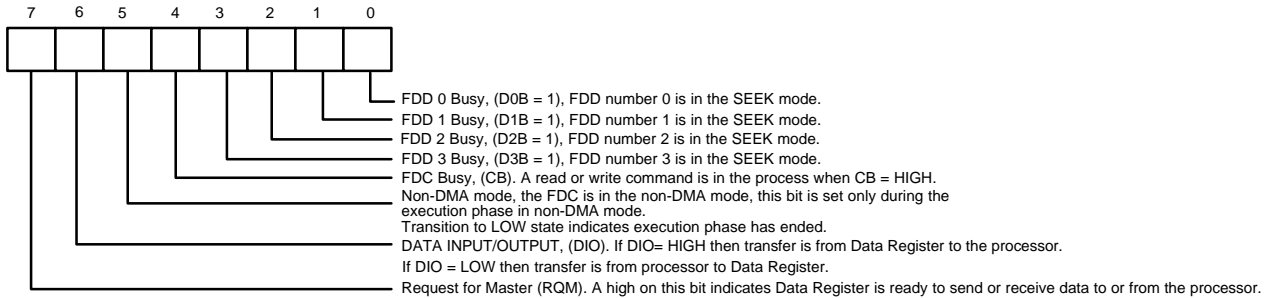 7 6 5 4 3 2 1 0
FDD 0 Busy, (D0B = 1), FDD number 0 is in the SEEK mode.
FDD 1 Busy, (D1B = 1), FDD number 1 is in the SEEK mode.
FDD 2 Busy, (D2B = 1), FDD number 2 is in the SEEK mode.
FDD 3 Busy, (D3B = 1), FDD number 3 is in the SEEK mode.
FDC Busy, (CB). A read or write command is in the process when CB = HIGH.
Non-DMA mode, the FDC is in the non-DMA mode, this bit is set only during the
execution phase in non-DMA mode.
Transition to LOW state indicates execution phase has ended.
DATA INPUT/OUTPUT, (DIO). If DIO= HIGH then transfer is from Data Register to the processor.
If DIO = LOW then transfer is from processor to Data Register.
Request for Master (RQM). A high on this bit indicates Data Register is ready to send or receive data to or from the processor.